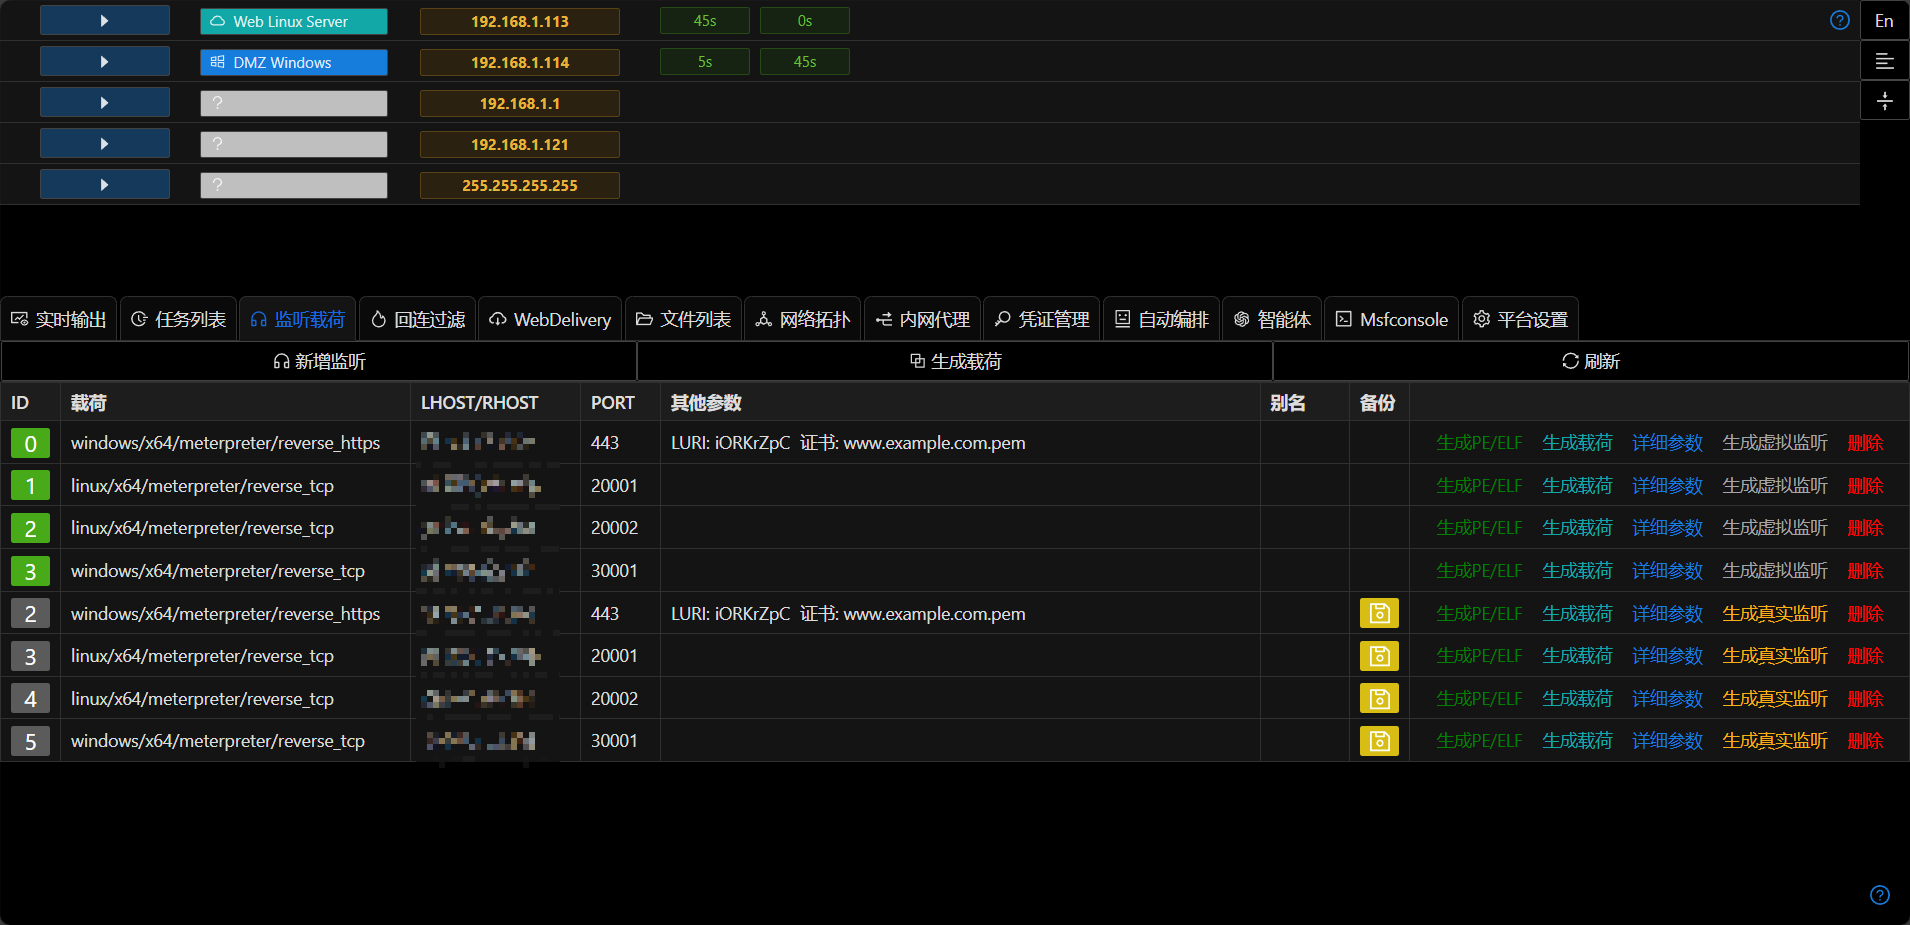 Web Linux Server 192.168.1.113 45s 0s En
DMZ Windows 192.168.1.114 5s 45s
? 192.168.1.1
? 192.168.1.121
? 255.255.255.255
实时输出 任务列表 监听载荷 回连过滤 WebDelivery 文件列表 网络拓扑 内网代理 凭证管理 自动编排 智能体 Msfconsole 平台设置
新增监听 生成载荷 刷新
ID 载荷 LHOST/RHOST PORT 其他参数 别名 备份
0 windows/x64/meterpreter/reverse_https 443 LURI: iORKrZpC 证书: www.example.com.pem 生成PE/ELF 生成载荷 详细参数 生成虚拟监听 删除
1 linux/x64/meterpreter/reverse_tcp 20001 生成PE/ELF 生成载荷 详细参数 生成虚拟监听 删除
2 linux/x64/meterpreter/reverse_tcp 20002 生成PE/ELF 生成载荷 详细参数 生成虚拟监听 删除
3 windows/x64/meterpreter/reverse_tcp 30001 生成PE/ELF 生成载荷 详细参数 生成虚拟监听 删除
2 windows/x64/meterpreter/reverse_https 443 LURI: iORKrZpC 证书: www.example.com.pem 生成PE/ELF 生成载荷 详细参数 生成真实监听 删除
3 linux/x64/meterpreter/reverse_tcp 20001 生成PE/ELF 生成载荷 详细参数 生成真实监听 删除
4 linux/x64/meterpreter/reverse_tcp 20002 生成PE/ELF 生成载荷 详细参数 生成真实监听 删除
5 windows/x64/meterpreter/reverse_tcp 30001 生成PE/ELF 生成载荷 详细参数 生成真实监听 删除